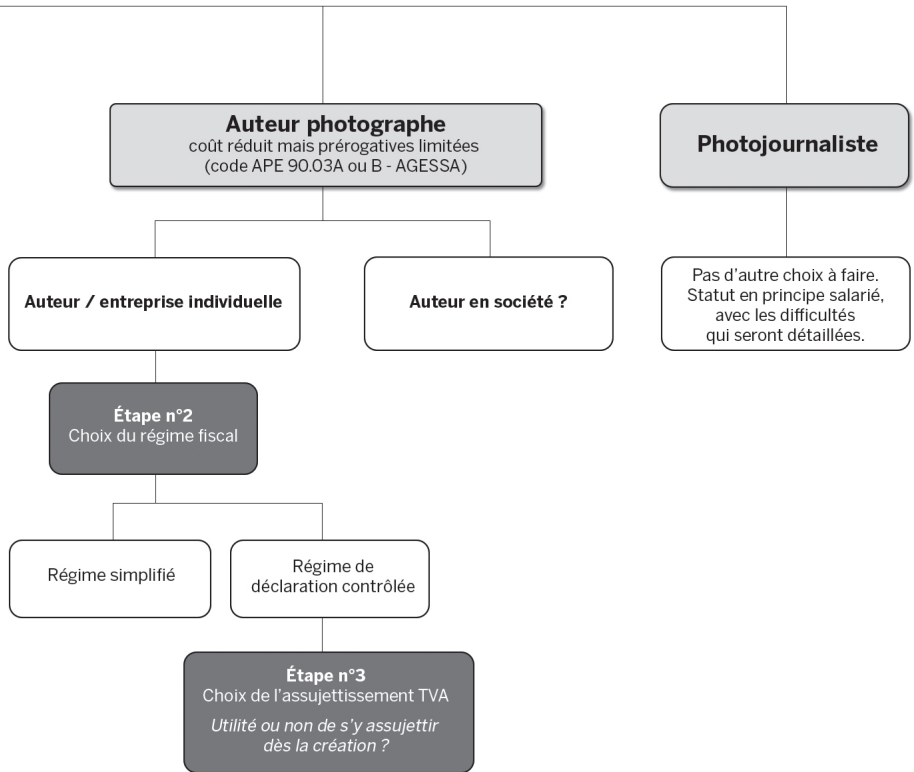 Auteur photographe
coût réduit mais prérogatives limitées
(code APE 90.03A ou B - AGESSA)
Photojournaliste
Auteur / entreprise individuelle
Auteur en société ?
Pas d’autre choix à faire.
Statut en principe salarié,
avec les difficultés
qui seront détaillées.
Étape n°2
Choix du régime fiscal
Régime simplifié
Régime de
déclaration contrôlée
Étape n°3
Choix de l’assujettissement TVA
Utilité ou non de s’y assujettir
dès la création ?